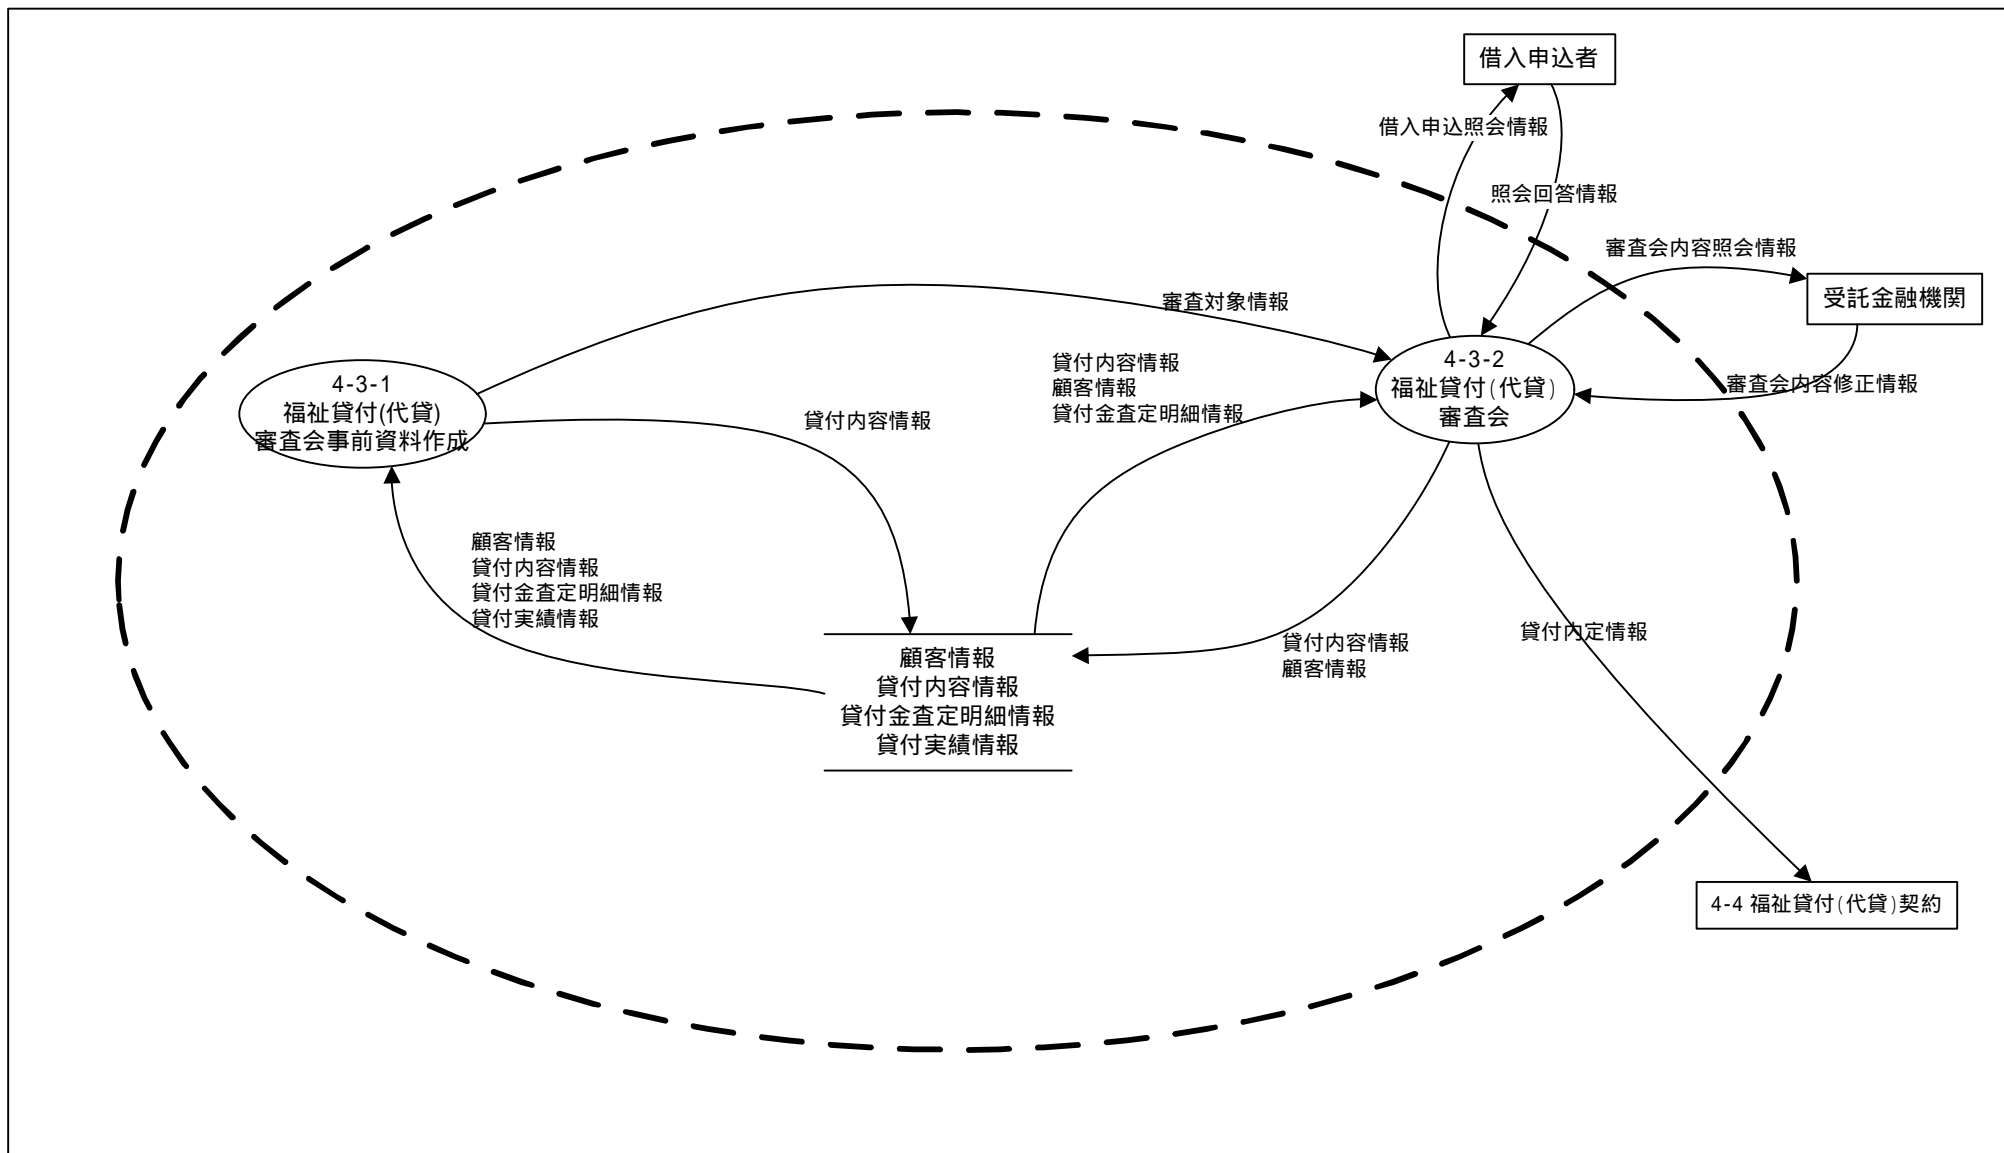 借入申込者
借入申込照会情報
照会回答情報
審査会内容照会情報
受託金融機関
審査対象情報
4-3-1
福祉貸付(代貸)
審査会事前資料作成
貸付内容情報
貸付内容情報
顧客情報
貸付金査定明細情報
4-3-2
福祉貸付(代貸)
審査会
審査会内容修正情報
顧客情報
貸付内容情報
貸付金査定明細情報
貸付実績情報
顧客情報
貸付内容情報
貸付金査定明細情報
貸付実績情報
貸付内容情報
顧客情報
貸付内定情報
4-4 福祉貸付(代貸)契約